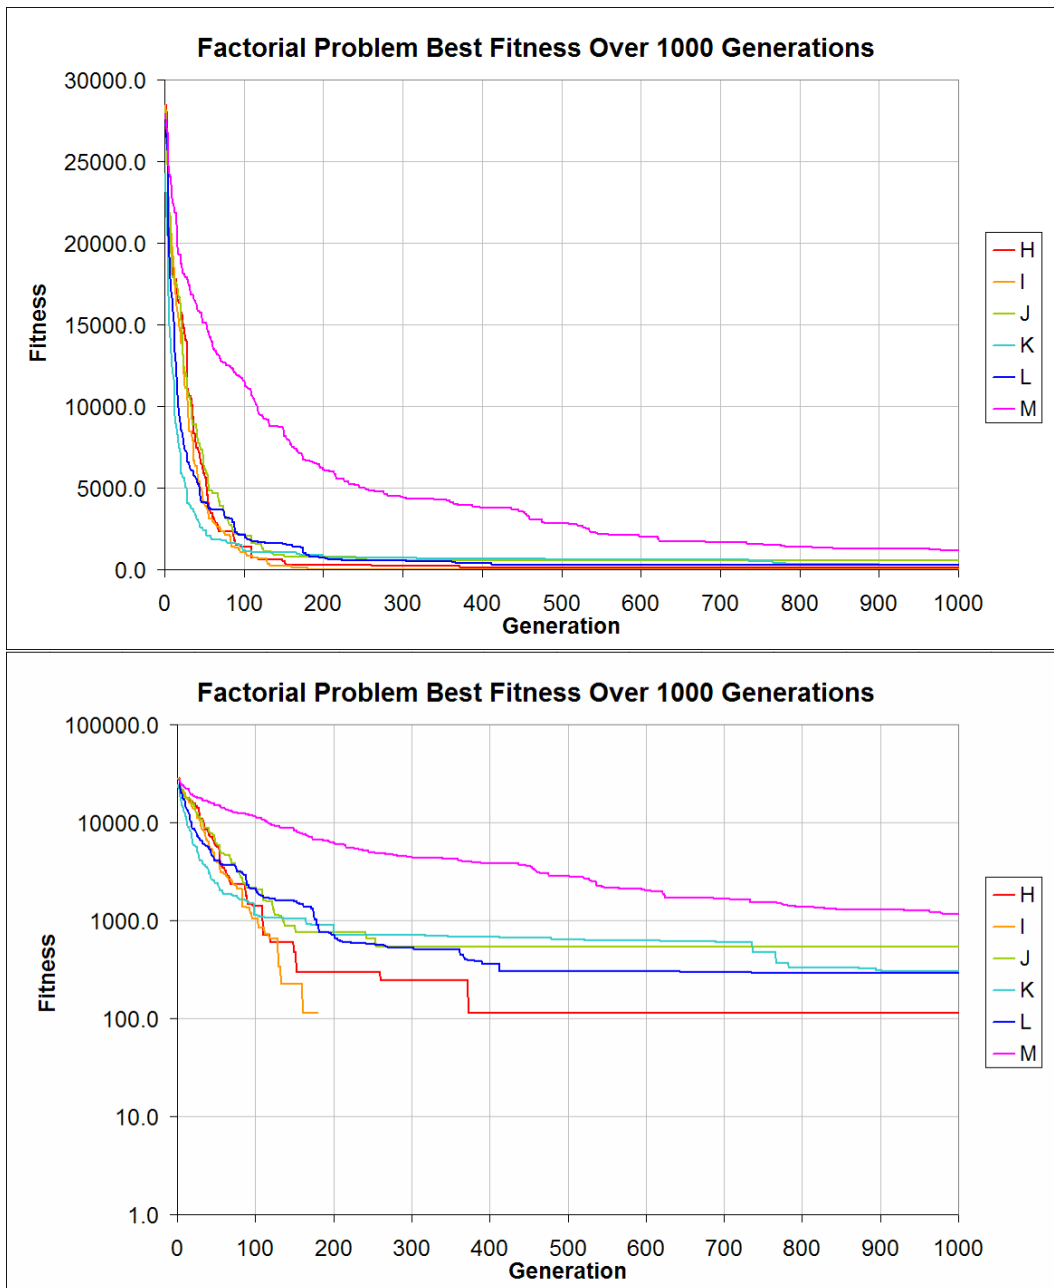 Factorial Problem Best Fitness Over 1000 Generations
30000.0
25000.0
20000.0
15000.0
10000.0
5000.0
0.0
Fitness
0 100 200 300 400 500 600 700 800 900 1000
Generation
H
I
J
K
L
M
Factorial Problem Best Fitness Over 1000 Generations
100000.0
10000.0
1000.0
100.0
10.0
1.0
Fitness
0 100 200 300 400 500 600 700 800 900 1000
Generation
H
I
J
K
L
M